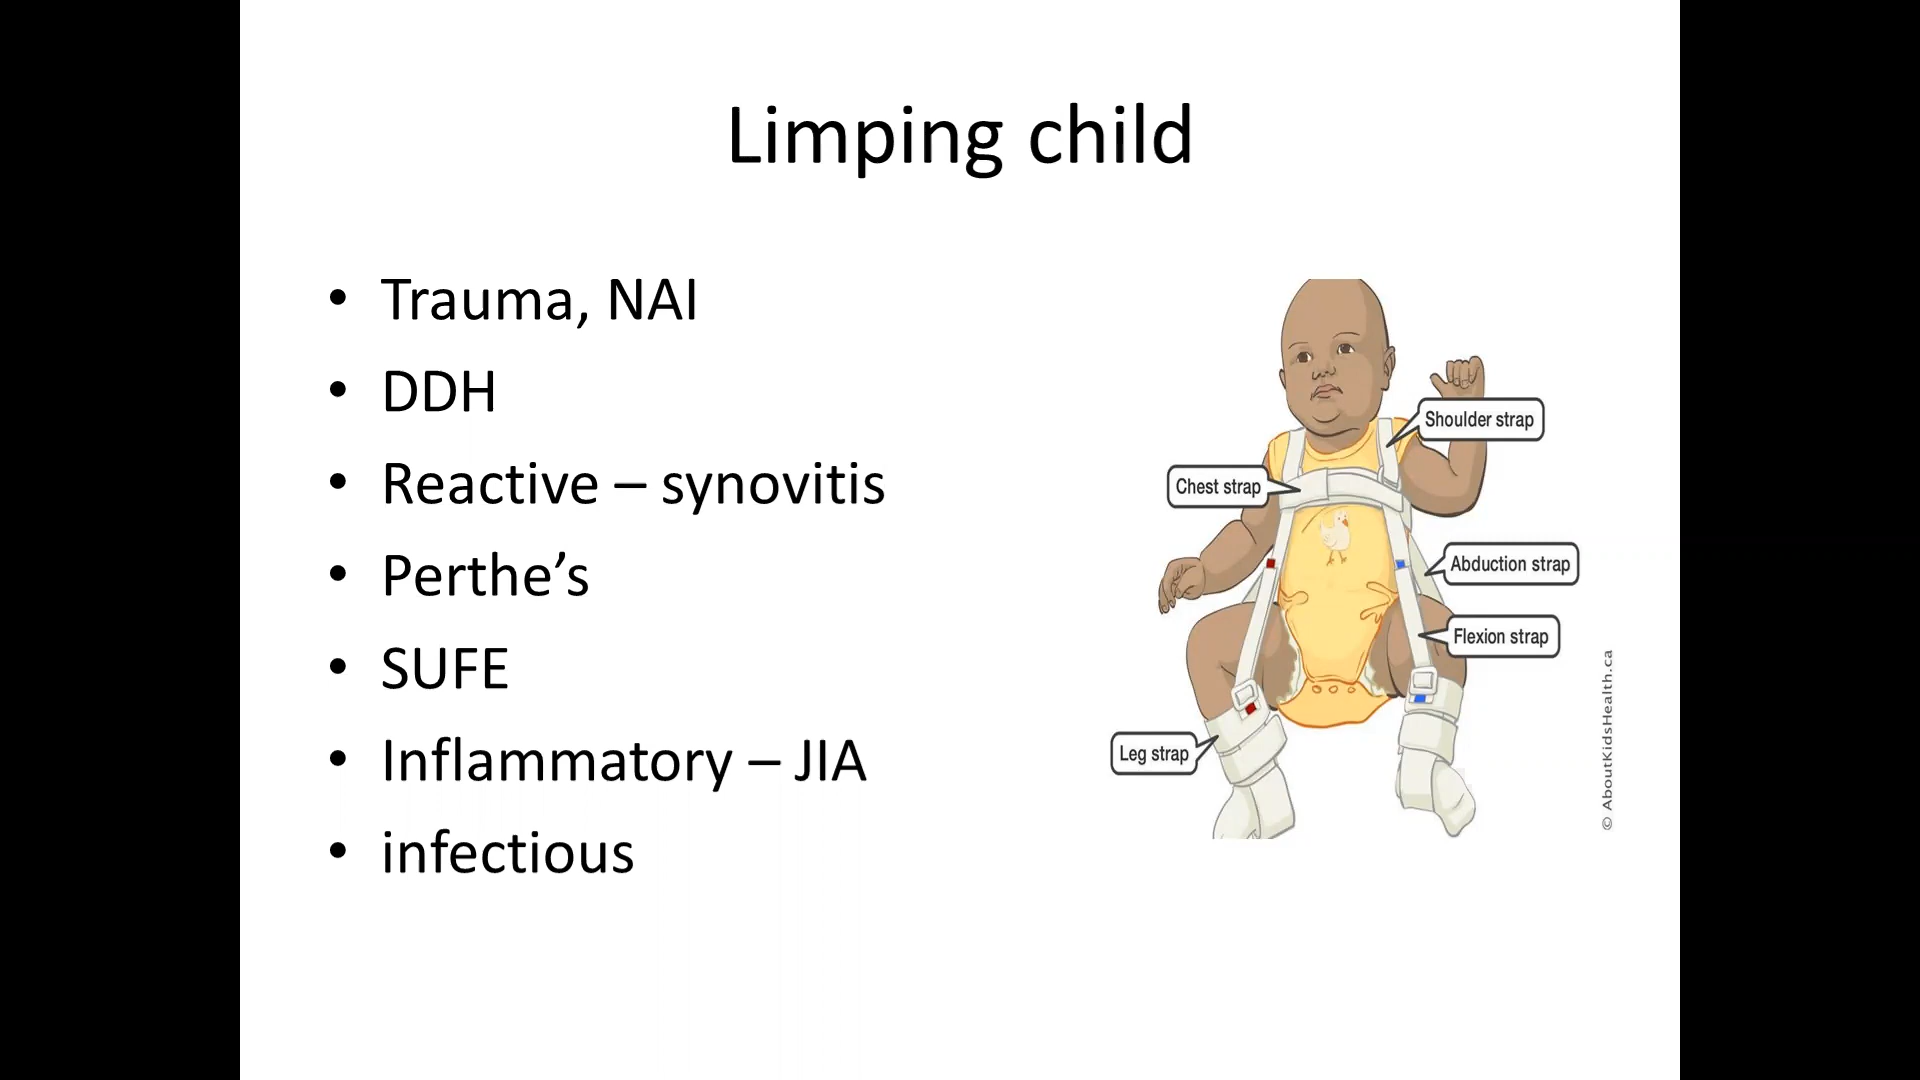 Limping child
• Trauma, NAI
• DDH
• Reactive – synovitis
• Perthe’s
• SUFE
• Inflammatory – JIA
• infectious
Shoulder strap
Chest strap
Abduction strap
Flexion strap
Leg strap
© AboutKidsHealth.ca